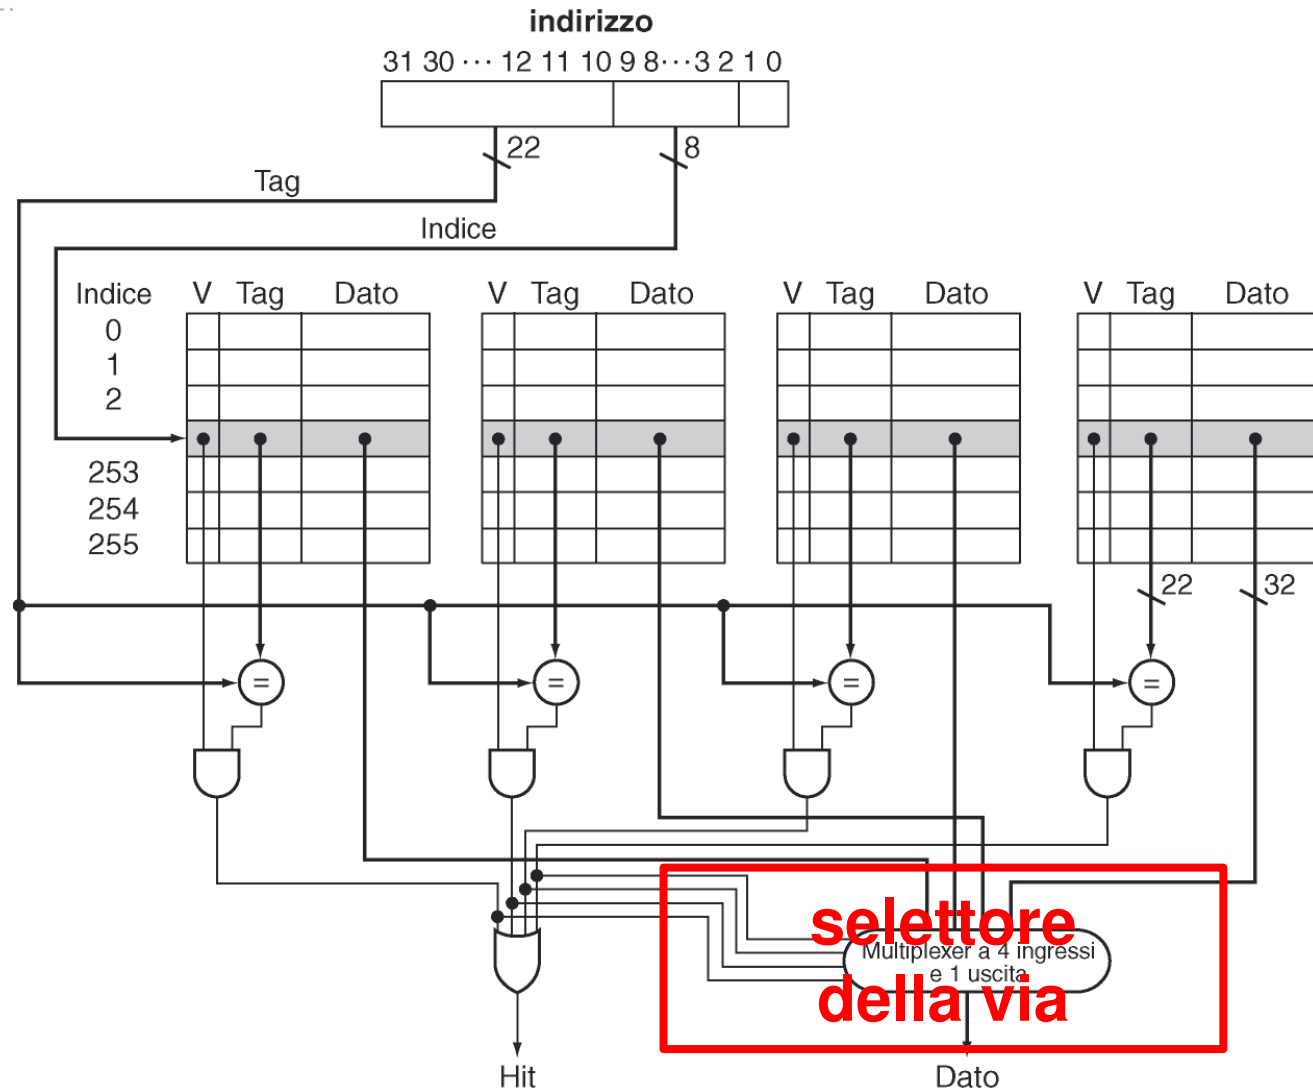 indirizzo
31 30 ··· 12 11 10 9 8···3 2 1 0
22
8
Tag
Indice
Indice V Tag Dato V Tag Dato V Tag Dato V Tag Dato
0
1
2
253
254
255
22
32
=
=
=
=
selettore
Multiplexer a 4 ingressi
e 1 uscita
della via
Hit
Dato